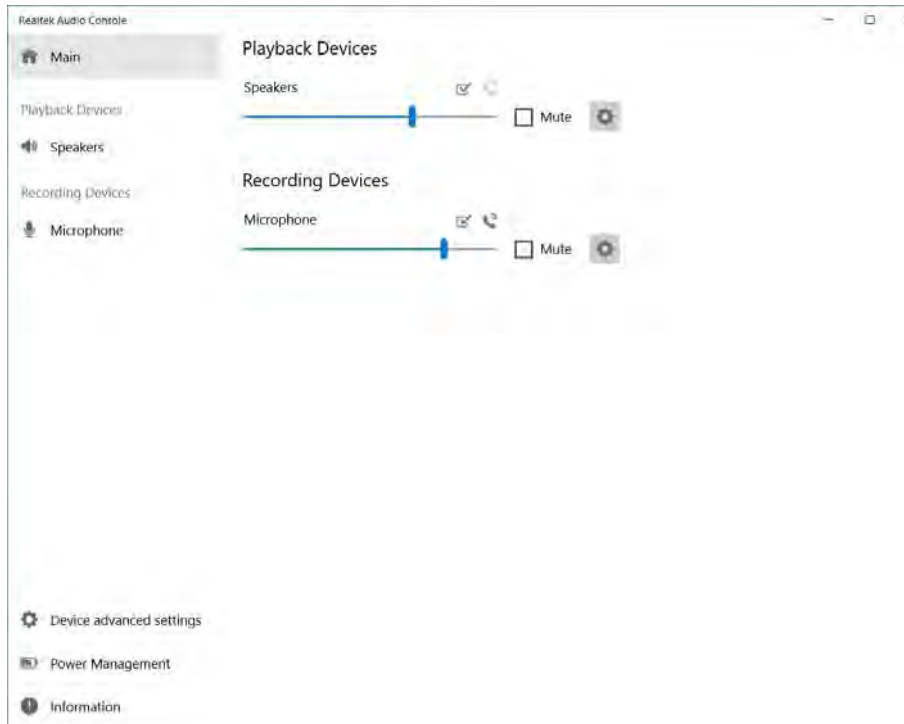 Realtek Audio Console
Main
Playback Devices
Speakers
Recording Devices
Microphone
Device advanced settings
Power Management
Information
Playback Devices
Speakers
Mute
Recording Devices
Microphone
Mute